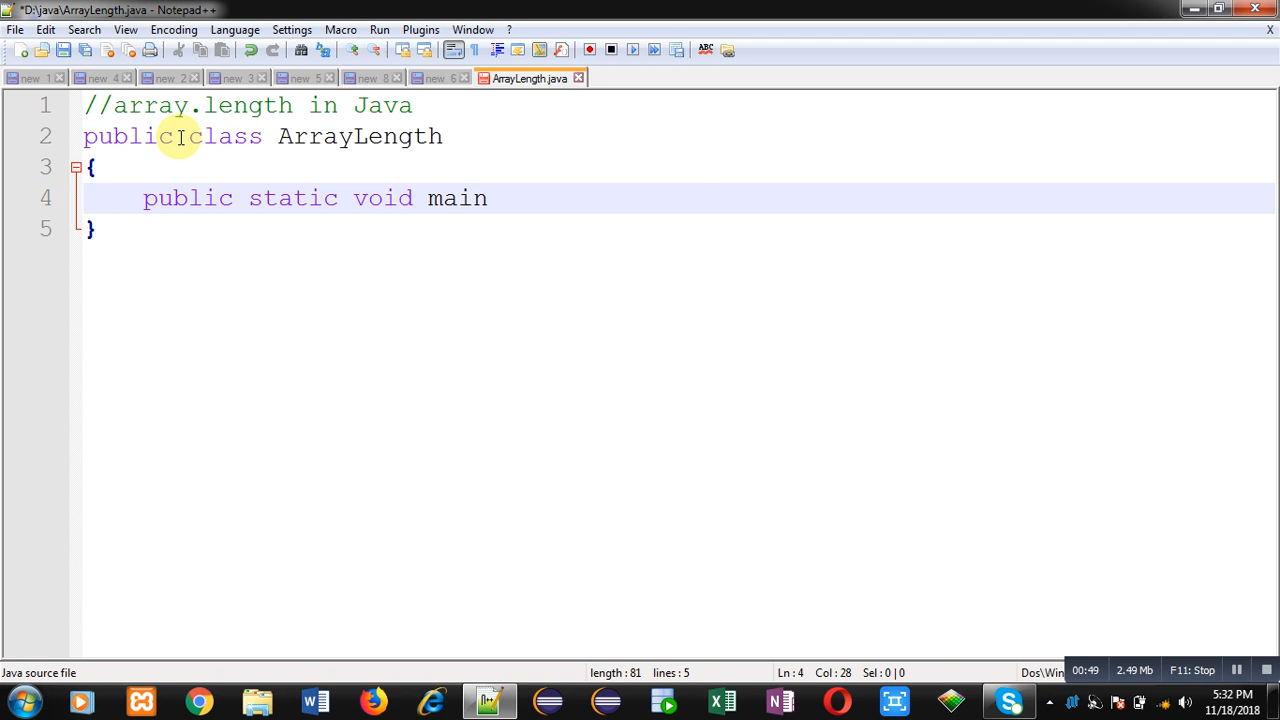 *D:\java\ArrayLength.java - Notepad++
File Edit Search View Encoding Language Settings Macro Run Plugins Window ? X
new 1 new 4 new 2 new 3 new 5 new 8 new 6 ArrayLength.java
1 //array.length in Java
2 public class ArrayLength
3 {
4 public static void main
5 }
Java source file length : 81 lines : 5 Ln : 4 Col : 28 Sel : 0 | 0 Dos\Win 00:49 2.49 Mb F11: Stop
5:32 PM
11/18/2018